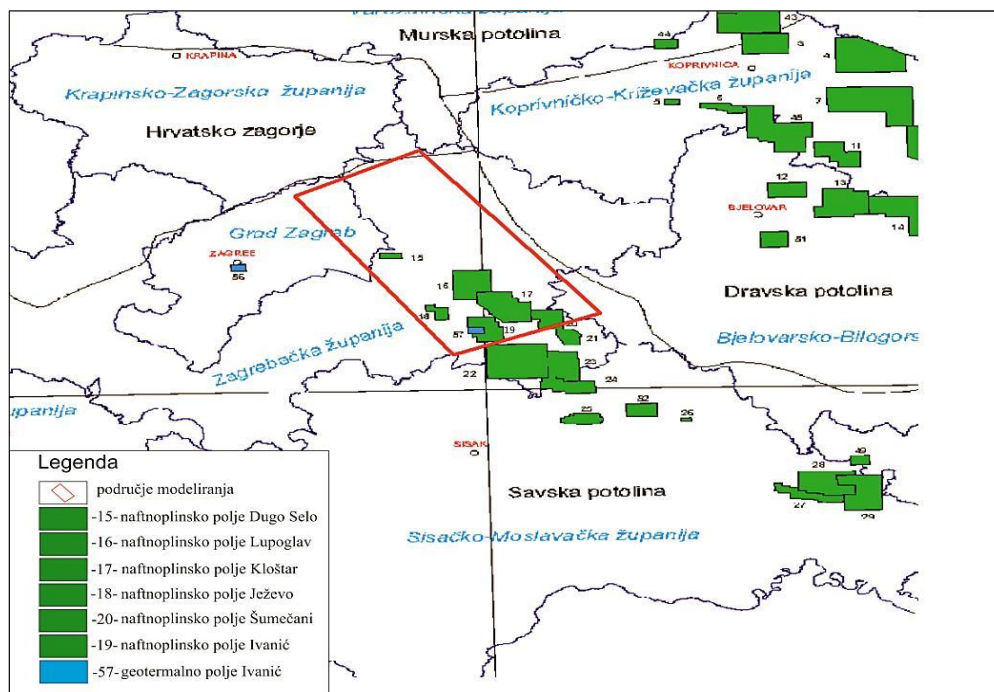 Varaždinska županija
Murska potolina
43
44
3
4
KRAPINA
KOPRIVNICA
Krapinsko-Zagorska županija
Koprivničko-Križevačka županija
5
6
7
Hrvatsko zagorje
45
11
12
13
BJELOVAR
14
Grad Zagreb
51
ZAGREB
15
56
16
Dravska potolina
17
18
57
19
20
21
Bjelovarsko-Bilogors
Zagrebačka županija
22
23
24
upanija
25
52
26
SISAK
49
28
Savska potolina
27
29
Sisačko-Moslavačka županija
Legenda
područje modeliranja
-15-naftnoplinsko polje Dugo Selo
-16- naftnoplinsko polje Lupoglav
-17- naftnoplinsko polje Kloštar
-18- naftnoplinsko polje Ježevo
-20- naftnoplinsko polje Šumečani
-19- naftnoplinsko polje Ivanić
-57- geotermalno polje Ivanić